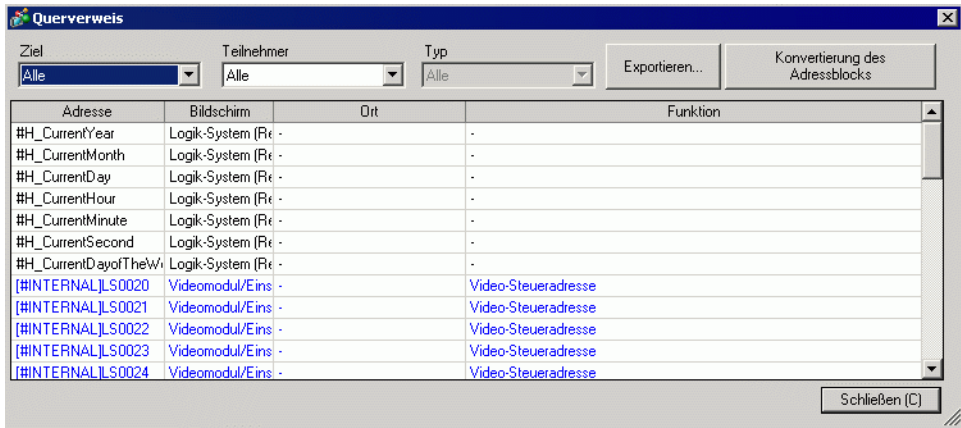 Querverweis
Ziel Teilnehmer Typ
Alle Alle Alle Exportieren... Konvertierung des Adressblocks
Adresse Bildschirm Ort Funktion
#H_CurrentYear Logik-System (Re - -
#H_CurrentMonth Logik-System (Re - -
#H_CurrentDay Logik-System (Re - -
#H_CurrentHour Logik-System (Re - -
#H_CurrentMinute Logik-System (Re - -
#H_CurrentSecond Logik-System (Re - -
#H_CurrentDayofTheW Logik-System (Re - -
[#INTERNAL]LS0020 Videomodul/Eins - Video-Steueradresse
[#INTERNAL]LS0021 Videomodul/Eins - Video-Steueradresse
[#INTERNAL]LS0022 Videomodul/Eins - Video-Steueradresse
[#INTERNAL]LS0023 Videomodul/Eins - Video-Steueradresse
[#INTERNAL]LS0024 Videomodul/Eins - Video-Steueradresse
Schließen (C)